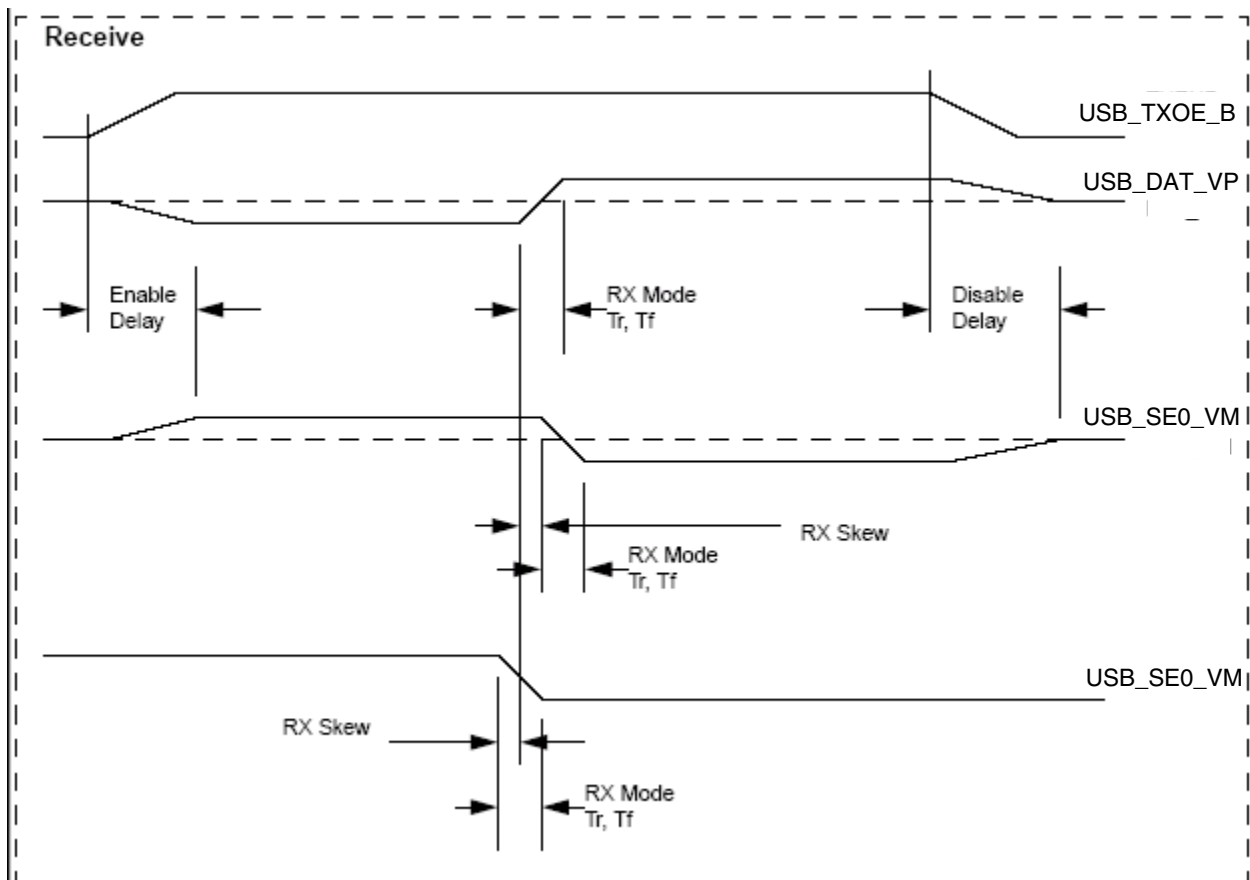 Receive
USB_TXOE_B
USB_DAT_VP
Enable
Delay
RX Mode
Tr, Tf
Disable
Delay
USB_SE0_VM
RX Skew
RX Mode
Tr, Tf
USB_SE0_VM
RX Skew
RX Mode
Tr, Tf